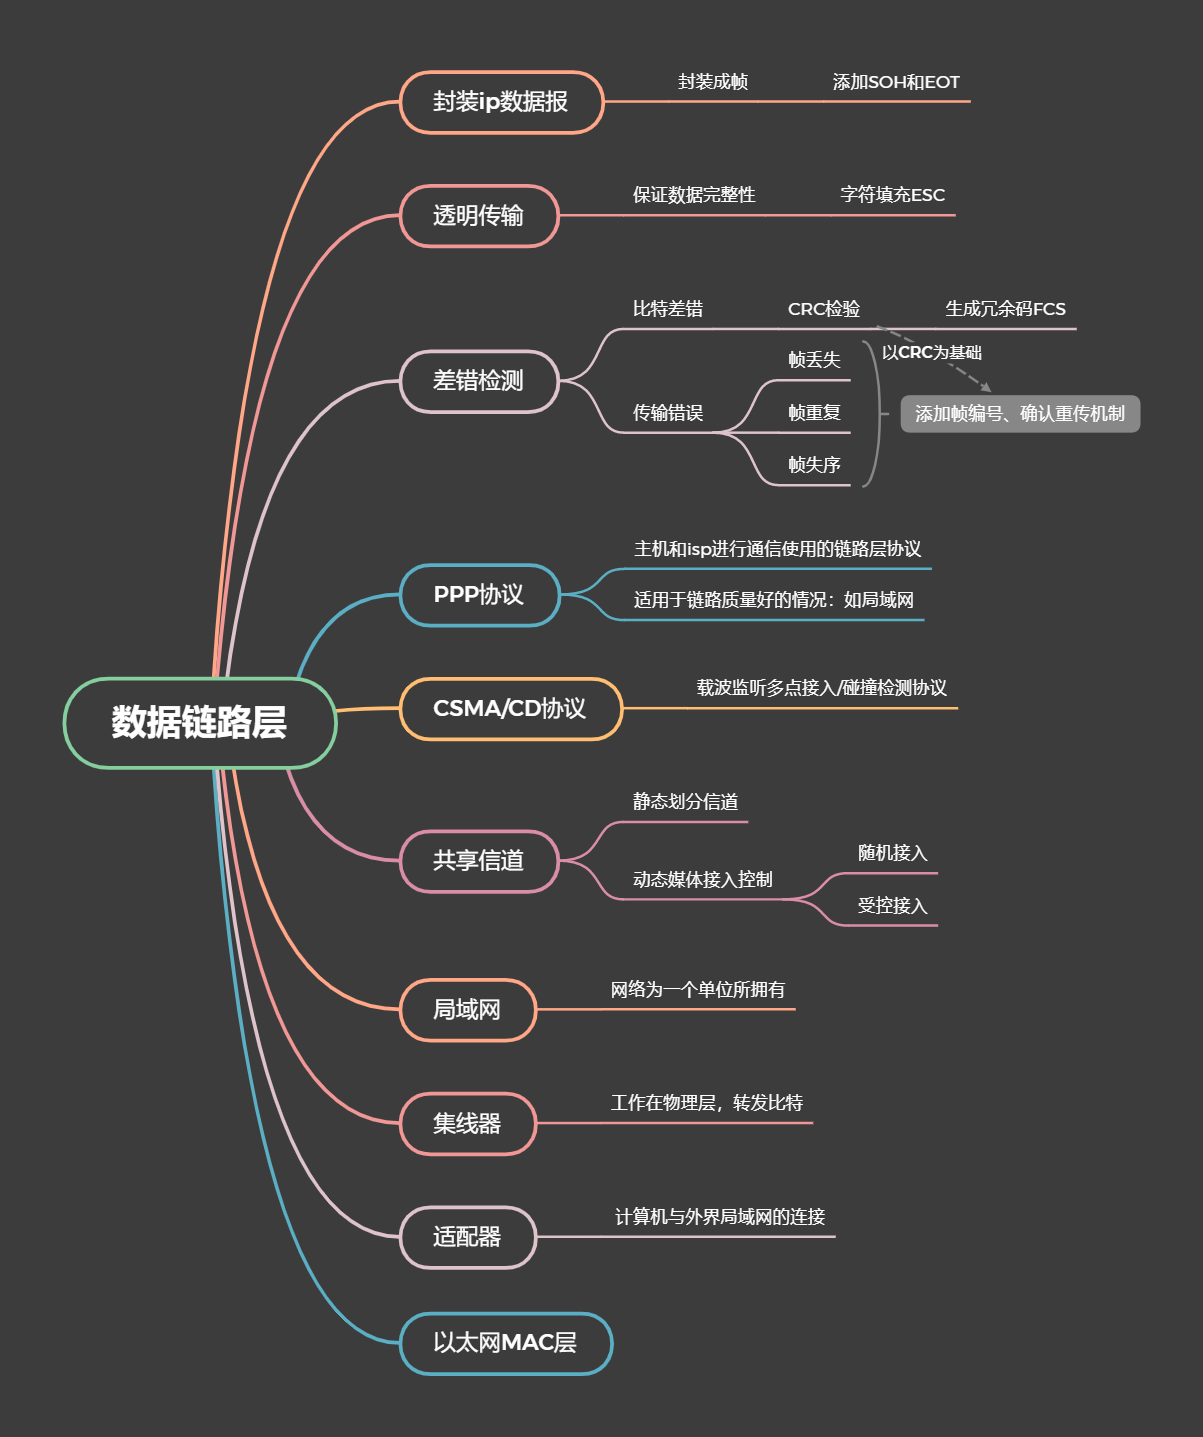 数据链路层
封装ip数据报
封装成帧
添加SOH和EOT
透明传输
保证数据完整性
字符填充ESC
差错检测
比特差错
CRC检验
生成冗余码FCS
以CRC为基础
传输错误
帧丢失
帧重复
帧失序
添加帧编号、确认重传机制
PPP协议
主机和isp进行通信使用的链路层协议
适用于链路质量好的情况：如局域网
CSMA/CD协议
载波监听多点接入/碰撞检测协议
共享信道
静态划分信道
动态媒体接入控制
随机接入
受控接入
局域网
网络为一个单位所拥有
集线器
工作在物理层，转发比特
适配器
计算机与外界局域网的连接
以太网MAC层